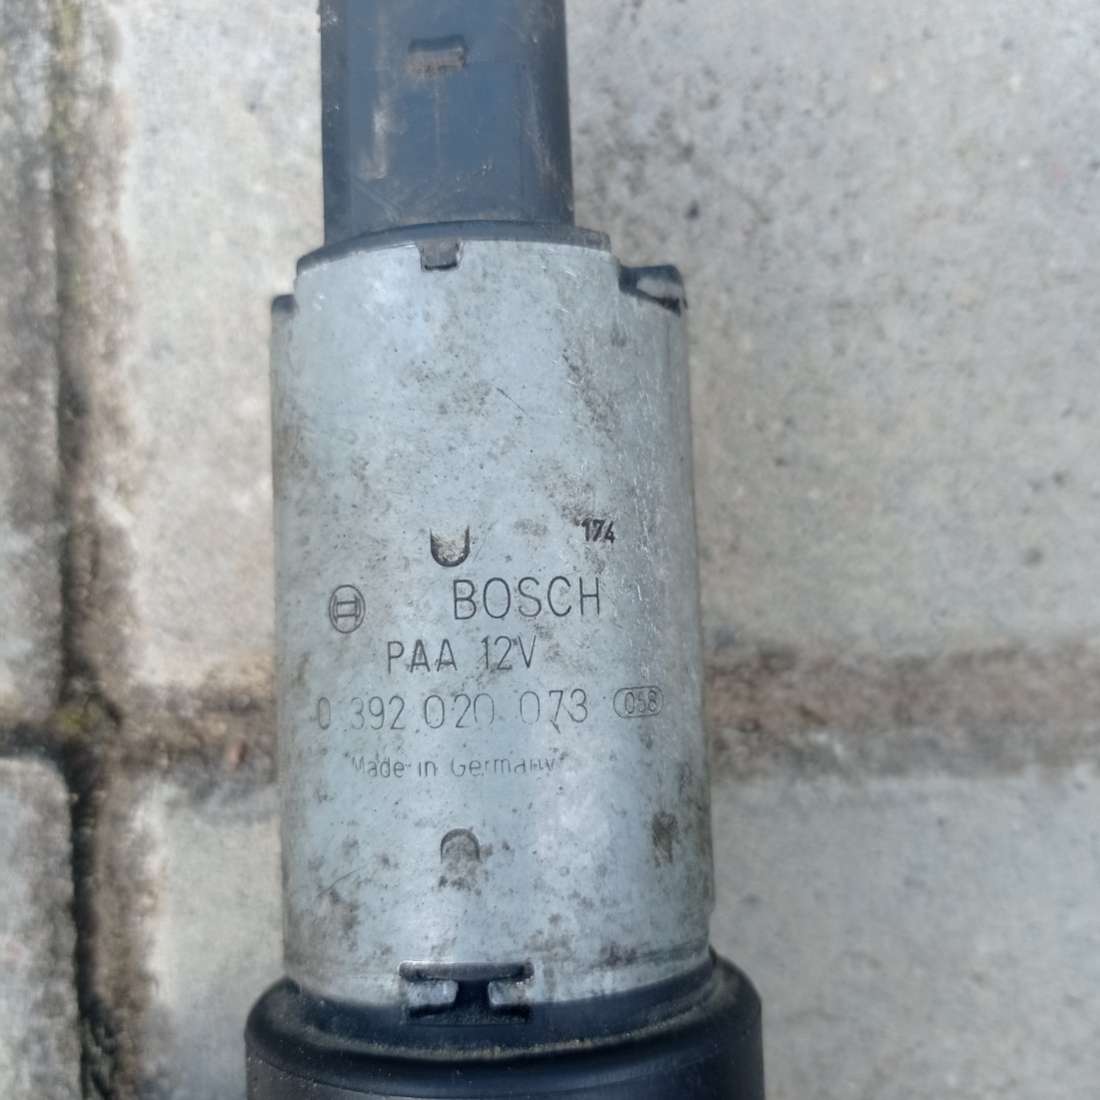 174
BOSCH
PAA 12V
0 392 020 073 058
Made in Germany